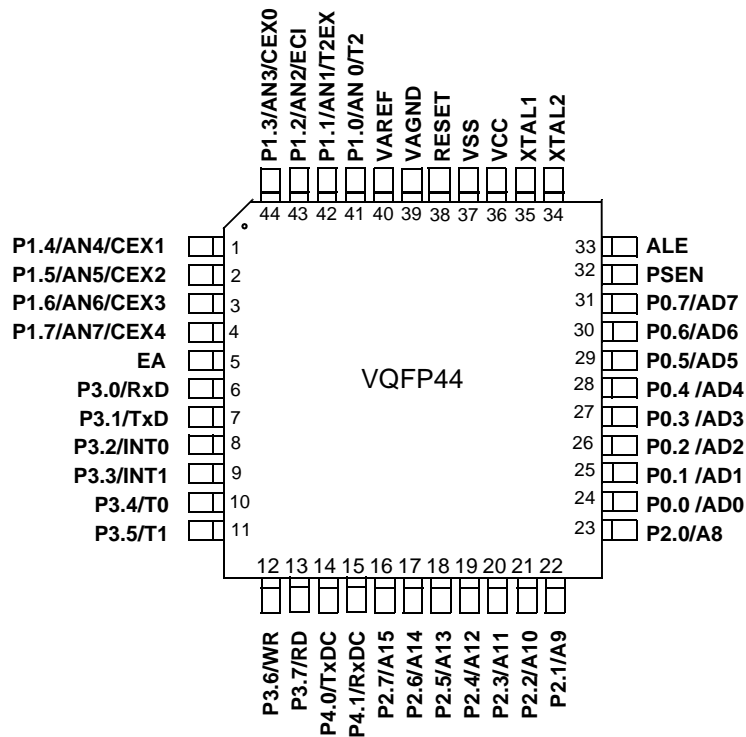 P1.3/AN3/CEX0
P1.2/AN2/ECI
P1.1/AN1/T2EX
P1.0/AN 0/T2
VAREF
VAGND
RESET
VSS
VCC
XTAL1
XTAL2
44 43 42 41 40 39 38 37 36 35 34
P1.4/AN4/CEX1 1
P1.5/AN5/CEX2 2
P1.6/AN6/CEX3 3
P1.7/AN7/CEX4 4
EA 5
P3.0/RxD 6
P3.1/TxD 7
P3.2/INT0 8
P3.3/INT1 9
P3.4/T0 10
P3.5/T1 11
VQFP44
33 ALE
32 PSEN
31 P0.7/AD7
30 P0.6/AD6
29 P0.5/AD5
28 P0.4 /AD4
27 P0.3 /AD3
26 P0.2 /AD2
25 P0.1 /AD1
24 P0.0 /AD0
23 P2.0/A8
12 13 14 15 16 17 18 19 20 21 22
P3.6/WR
P3.7/RD
P4.0/TxDC
P4.1/RxDC
P2.7/A15
P2.6/A14
P2.5/A13
P2.4/A12
P2.3/A11
P2.2/A10
P2.1/A9